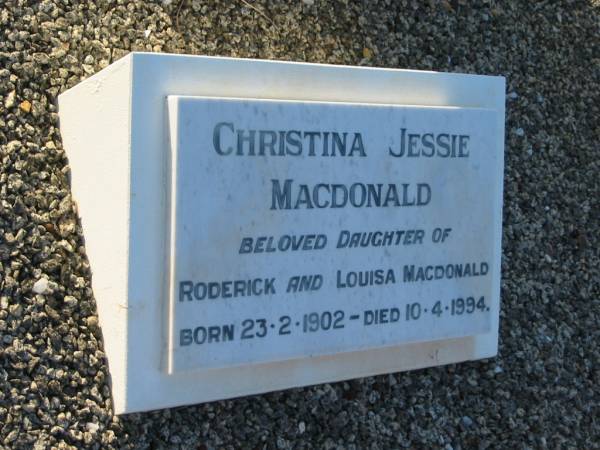 CHRISTINA JESSIE
MACDONALD
BELOVED DAUGHTER OF
RODERICK AND LOUISA MACDONALD
BORN 23·2·1902 – DIED 10·4·1994.